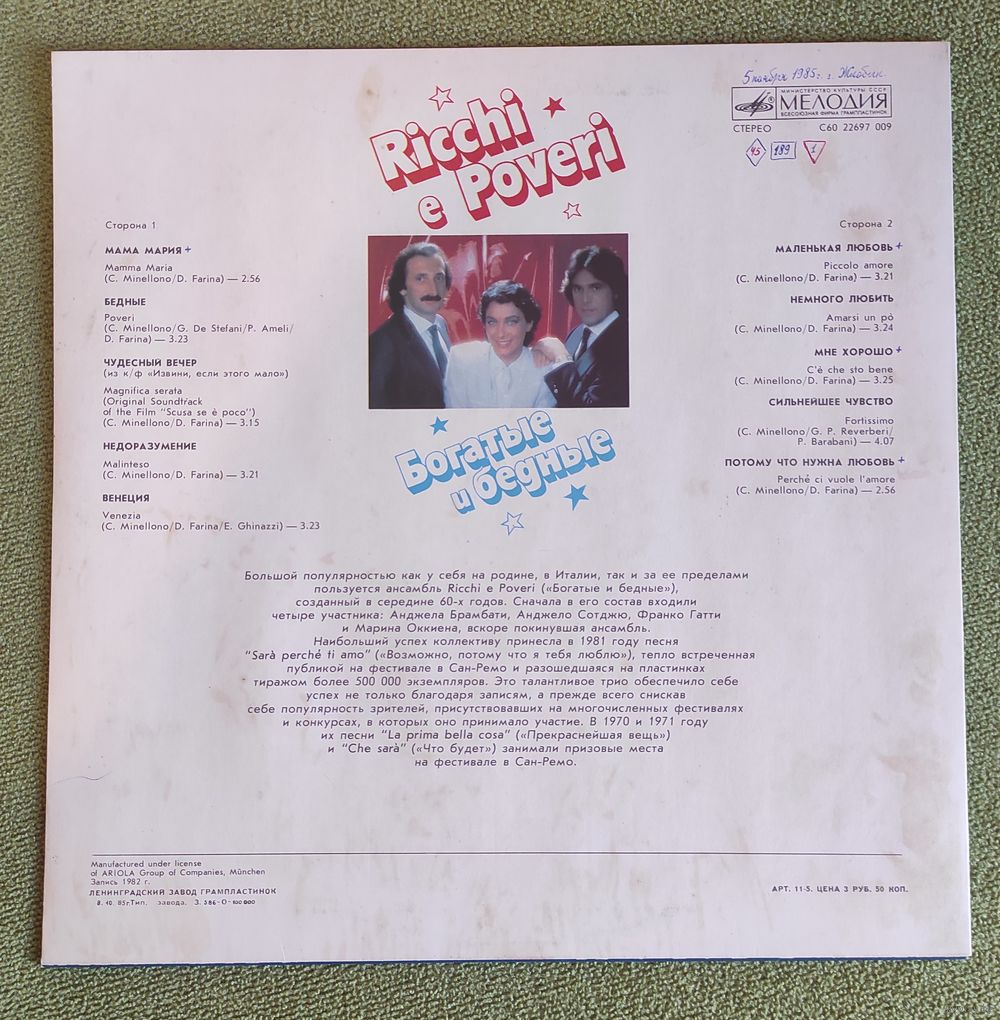 5 ноября 1985г. г. Жлобин.
МИНИСТЕРСТВО КУЛЬТУРЫ СССР
МЕЛОДИЯ
ВСЕСОЮЗНАЯ ФИРМА ГРАМПЛАСТИНОК
СТЕРЕО С60 22697 009
45 189 1
Ricchi
e Poveri
Сторона 1
МАМА МАРИЯ +
Mamma Maria
(C. Minellono/D. Farina) — 2.56
БЕДНЫЕ
Poveri
(C. Minellono/G. De Stefani/P. Ameli/
D. Farina) — 3.23
ЧУДЕСНЫЙ ВЕЧЕР
(из к/ф «Извини, если этого мало»)
Magnifica serata
(Original Soundtrack
of the Film "Scusa se è poco")
(C. Minellono/D. Farina) — 3.15
НЕДОРАЗУМЕНИЕ
Malinteso
(C. Minellono/D. Farina) — 3.21
ВЕНЕЦИЯ
Venezia
(C. Minellono/D. Farina/E. Ghinazzi) — 3.23
Сторона 2
МАЛЕНЬКАЯ ЛЮБОВЬ +
Piccolo amore
(C. Minellono/D. Farina) — 3.21
НЕМНОГО ЛЮБИТЬ
Amarsi un pò
(C. Minellono/D. Farina) — 3.24
МНЕ ХОРОШО +
C'è che sto bene
(C. Minellono/D. Farina) — 3.25
СИЛЬНЕЙШЕЕ ЧУВСТВО
Fortissimo
(C. Minellono/G. P. Reverberi/
P. Barabani) — 4.07
ПОТОМУ ЧТО НУЖНА ЛЮБОВЬ +
Perché ci vuole l'amore
(C. Minellono/D. Farina) — 2.56
Богатые
и бедные
Большой популярностью как у себя на родине, в Италии, так и за ее пределами
пользуется ансамбль Ricchi e Poveri («Богатые и бедные»),
созданный в середине 60-х годов. Сначала в его состав входили
четыре участника: Анджела Брамбати, Анджело Сотджю, Франко Гатти
и Марина Оккиена, вскоре покинувшая ансамбль.
Наибольший успех коллективу принесла в 1981 году песня
"Sarà perché ti amo" («Возможно, потому что я тебя люблю»), тепло встреченная
публикой на фестивале в Сан-Ремо и разошедшаяся на пластинках
тиражом более 500 000 экземпляров. Это талантливое трио обеспечило себе
успех не только благодаря записям, а прежде всего снискав
себе популярность зрителей, присутствовавших на многочисленных фестивалях
и конкурсах, в которых оно принимало участие. В 1970 и 1971 году
их песни "La prima bella cosa" («Прекраснейшая вещь»)
и "Che sarà" («Что будет») занимали призовые места
на фестивале в Сан-Ремо.
Manufactured under license
of ARIOLA Group of Companies, München
Запись 1982 г.
ЛЕНИНГРАДСКИЙ ЗАВОД ГРАМПЛАСТИНОК
8. 10. 85г. Тип. завода. З. 586-О-100 000
АРТ. 11-5. ЦЕНА 3 РУБ. 50 КОП.